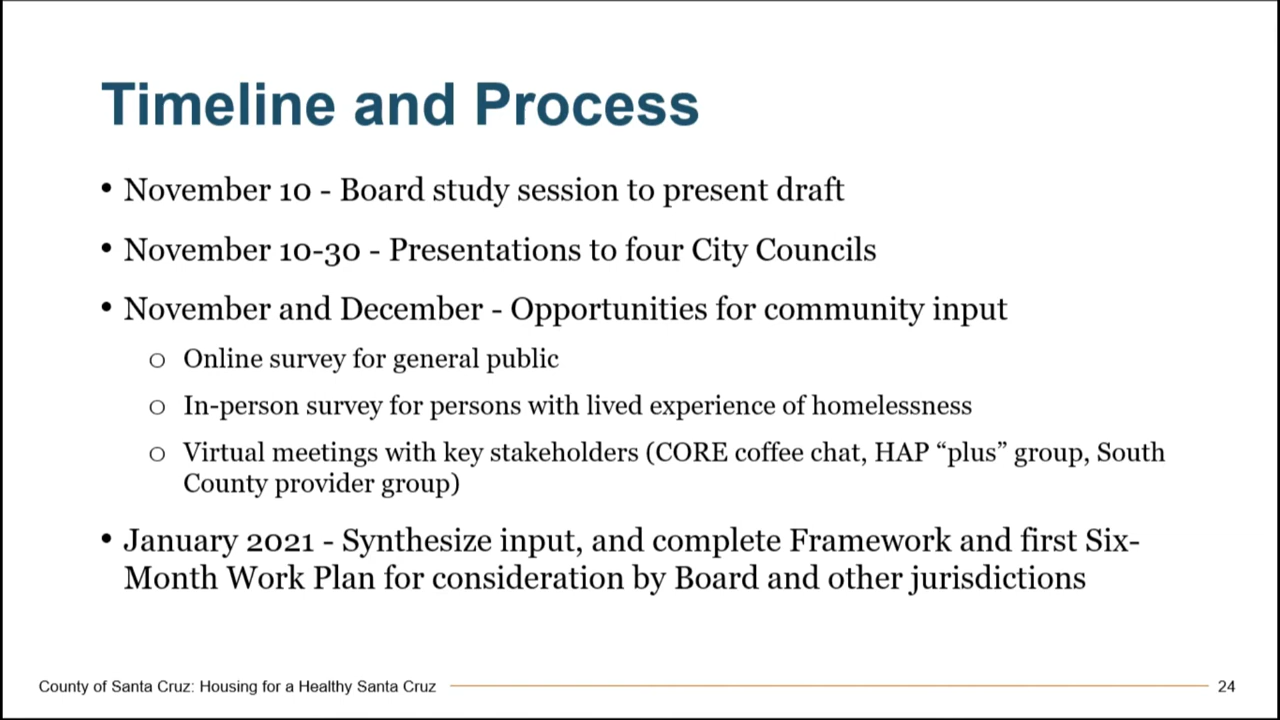 Timeline and Process
• November 10 - Board study session to present draft
• November 10-30 - Presentations to four City Councils
• November and December - Opportunities for community input
○ Online survey for general public
○ In-person survey for persons with lived experience of homelessness
○ Virtual meetings with key stakeholders (CORE coffee chat, HAP “plus” group, South
County provider group)
• January 2021 - Synthesize input, and complete Framework and first Six-
Month Work Plan for consideration by Board and other jurisdictions
County of Santa Cruz: Housing for a Healthy Santa Cruz 24